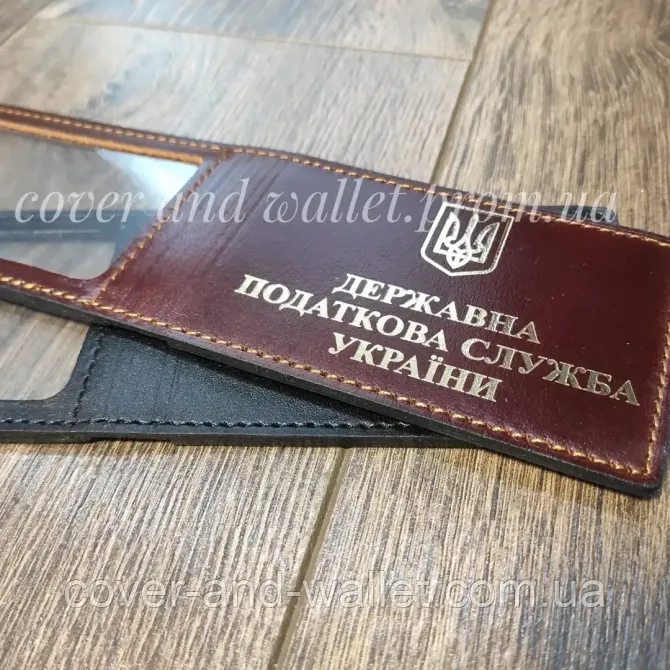 cover and wallet.prom.ua
ДЕРЖАВНА
ПОДАТКОВА СЛУЖБА
УКРАЇНИ
cover-and-wallet.com.ua